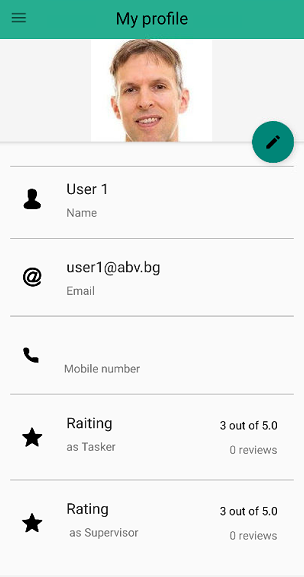 My profile
User 1
Name
user1@abv.bg
Email
Mobile number
Raiting 3 out of 5.0
as Tasker 0 reviews
Rating 3 out of 5.0
as Supervisor 0 reviews